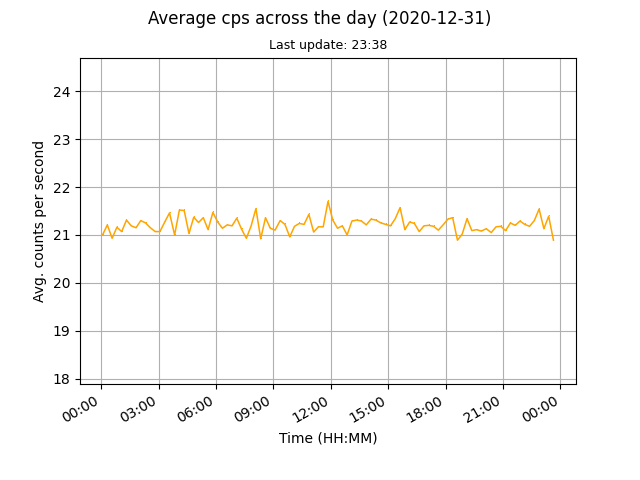 Average cps across the day (2020-12-31)
Last update: 23:38
24
23
22
21
20
19
18
Avg. counts per second
00:00 03:00 06:00 09:00 12:00 15:00 18:00 21:00 00:00
Time (HH:MM)